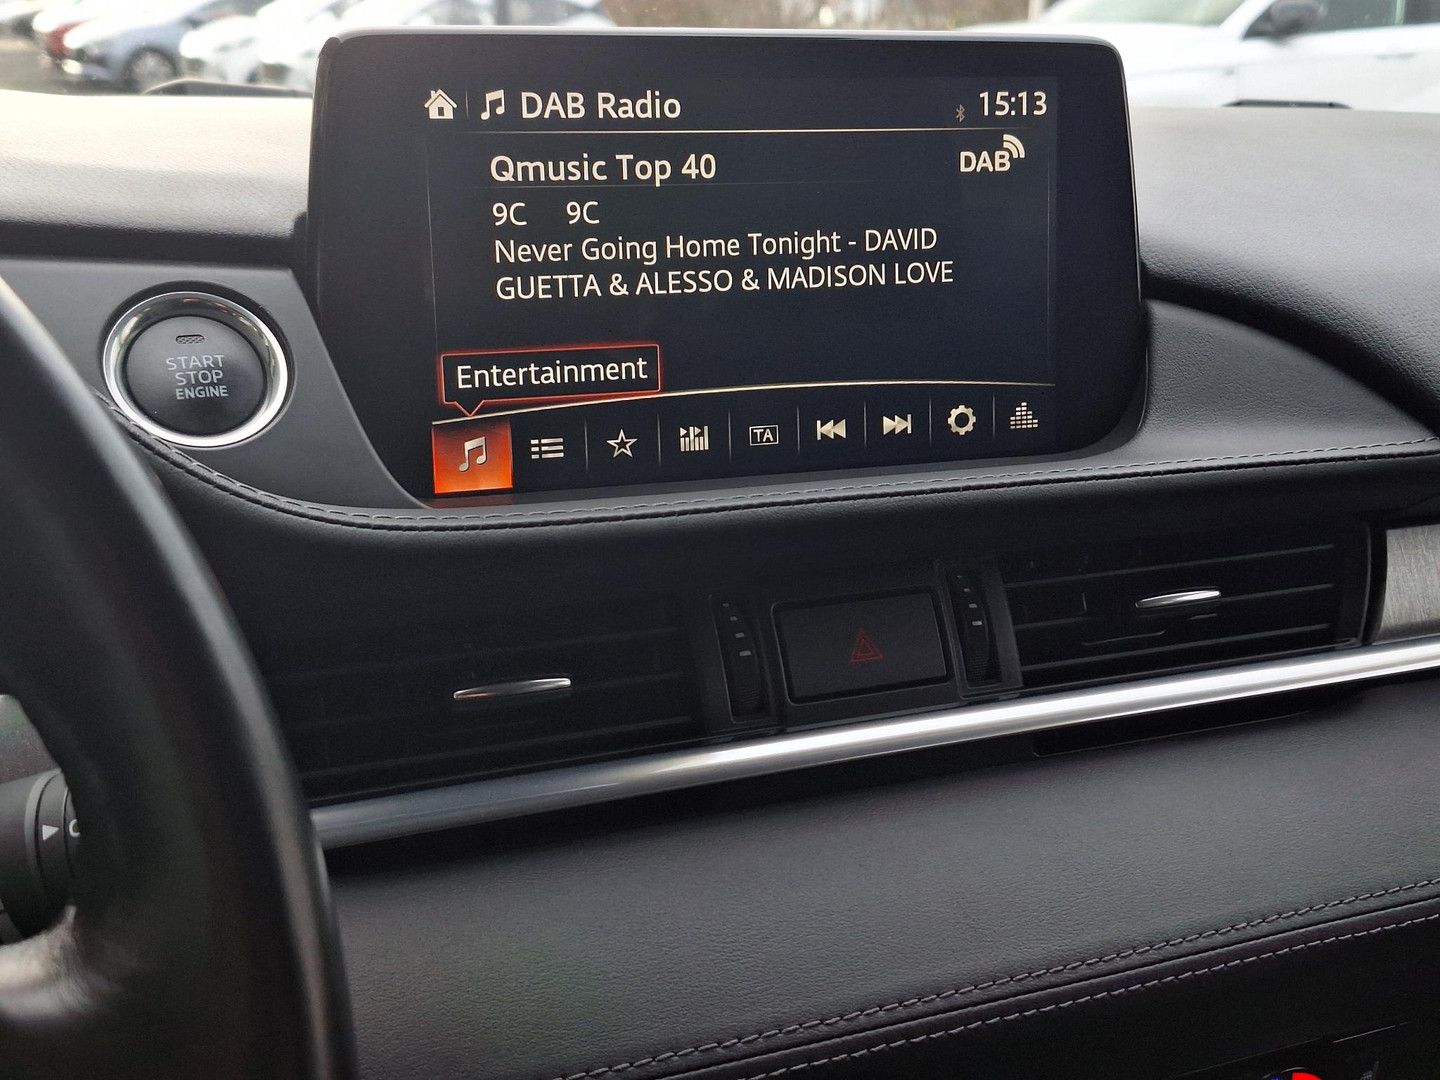 DAB Radio
15:13
Qmusic Top 40
DAB
9C 9C
Never Going Home Tonight - DAVID
GUETTA & ALESSO & MADISON LOVE
Entertainment
TA
START
STOP
ENGINE